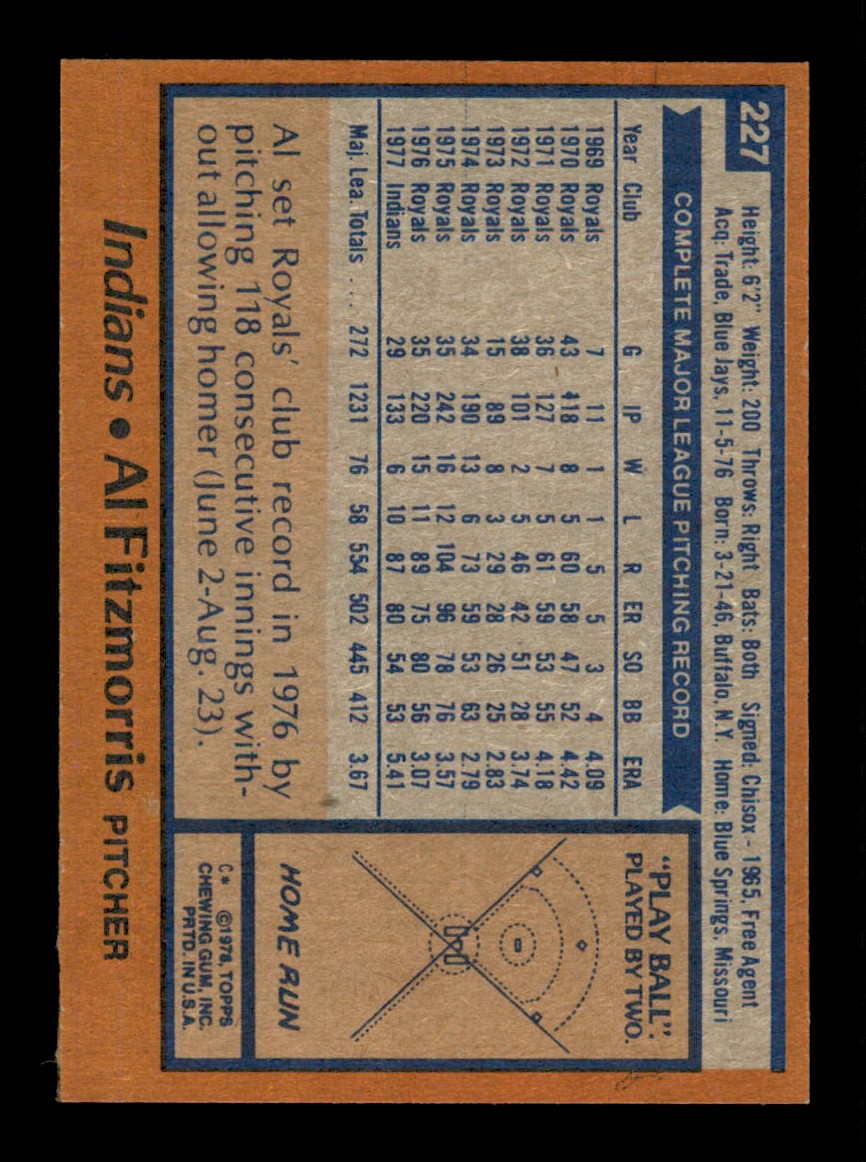 227
Height: 6'2" Weight: 200 Throws: Right Bats: Both Signed: Chisox - 1965, Free Agent
Acq: Trade, Blue Jays, 11-5-76 Born: 3-21-46, Buffalo, N.Y. Home: Blue Springs, Missouri
COMPLETE MAJOR LEAGUE PITCHING RECORD
Year Club G IP W L R ER SO BB ERA
1969 Royals 7 11 1 1 5 5 3 4 4.09
1970 Royals 43 118 8 5 60 58 47 52 4.42
1971 Royals 36 127 7 5 61 59 53 55 4.18
1972 Royals 38 101 2 5 46 42 51 28 3.74
1973 Royals 15 89 8 3 29 28 26 25 2.83
1974 Royals 34 190 13 6 73 59 53 63 2.79
1975 Royals 35 242 16 12 104 96 78 76 3.57
1976 Royals 35 220 15 11 89 75 80 56 3.07
1977 Indians 29 133 6 10 87 80 54 53 5.41
Maj. Lea. Totals .... 272 1231 76 58 554 502 445 412 3.67
Al set Royals' club record in 1976 by
pitching 118 consecutive innings with-
out allowing homer (June 2-Aug. 23).
"PLAY BALL".
PLAYED BY TWO.
HOME RUN
C* ©1978, TOPPS
CHEWING GUM, INC.
PRTD. IN U.S.A.
Indians • Al Fitzmorris PITCHER